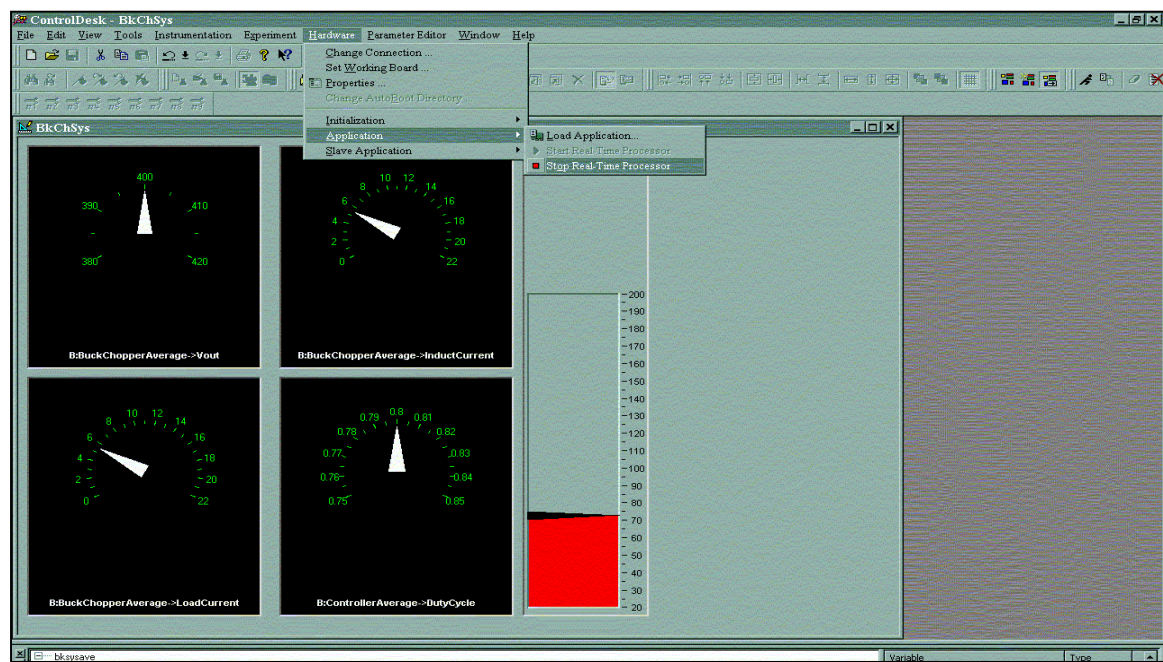 ControlDesk - BkChSys
File Edit View Tools Instrumentation Experiment Hardware Parameter Editor Window Help
Change Connection ...
Set Working Board ...
Properties ...
Change AutoBoot Directory...
Initialization
Application
Slave Application
Load Application...
Start Real-Time Processor
Stop Real-Time Processor
BkChSys
380 390 400 410 420
B:BuckChopperAverage->Vout
0 2 4 6 8 10 12 14 16 18 20 22
B:BuckChopperAverage->InductCurrent
0 2 4 6 8 10 12 14 16 18 20 22
B:BuckChopperAverage->LoadCurrent
0.75 0.76 0.77 0.78 0.79 0.8 0.81 0.82 0.83 0.84 0.85
B:ControllerAverage->DutyCycle
200
190
180
170
160
150
140
130
120
110
100
90
80
70
60
50
40
30
20
bksysave
Variable Type